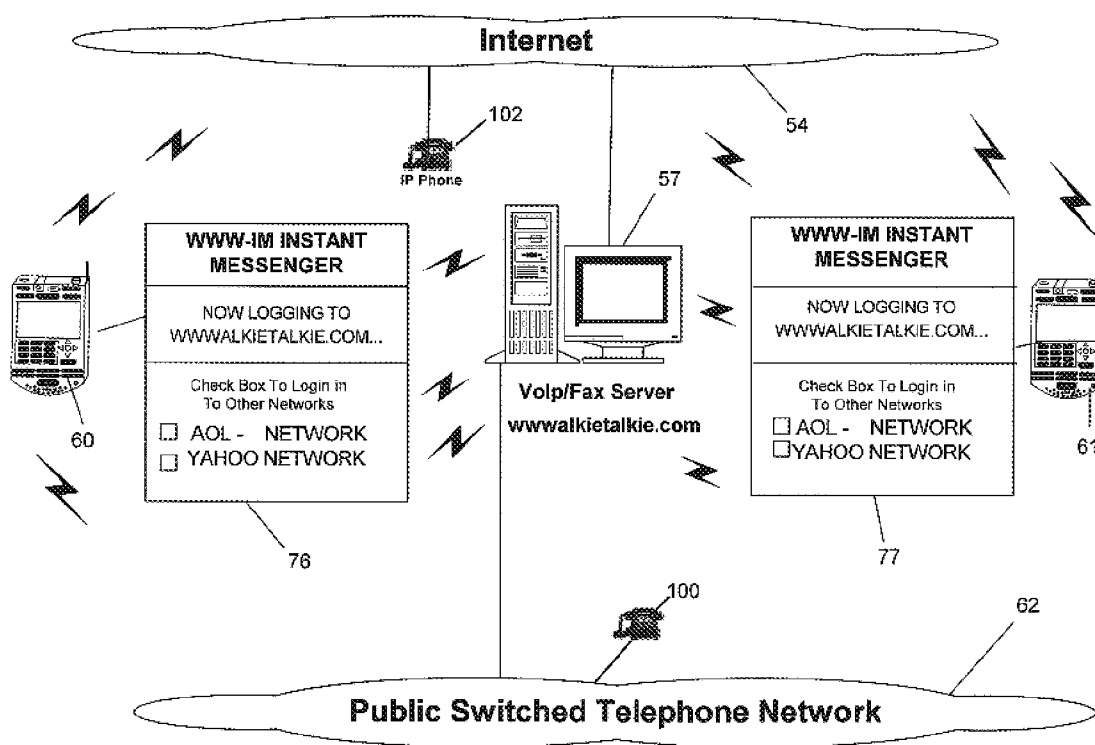 Internet
54
102
IP Phone
57
WWW-IM INSTANT
MESSENGER
NOW LOGGING TO
WWWALKIETALKIE.COM...
Check Box To Login in
To Other Networks
AOL - NETWORK
YAHOO NETWORK
60
76
VoIp/Fax Server
wwwalkietalkie.com
WWW-IM INSTANT
MESSENGER
NOW LOGGING TO
WWWALKIETALKIE.COM...
Check Box To Login in
To Other Networks
AOL - NETWORK
YAHOO NETWORK
61
77
100
62
Public Switched Telephone Network